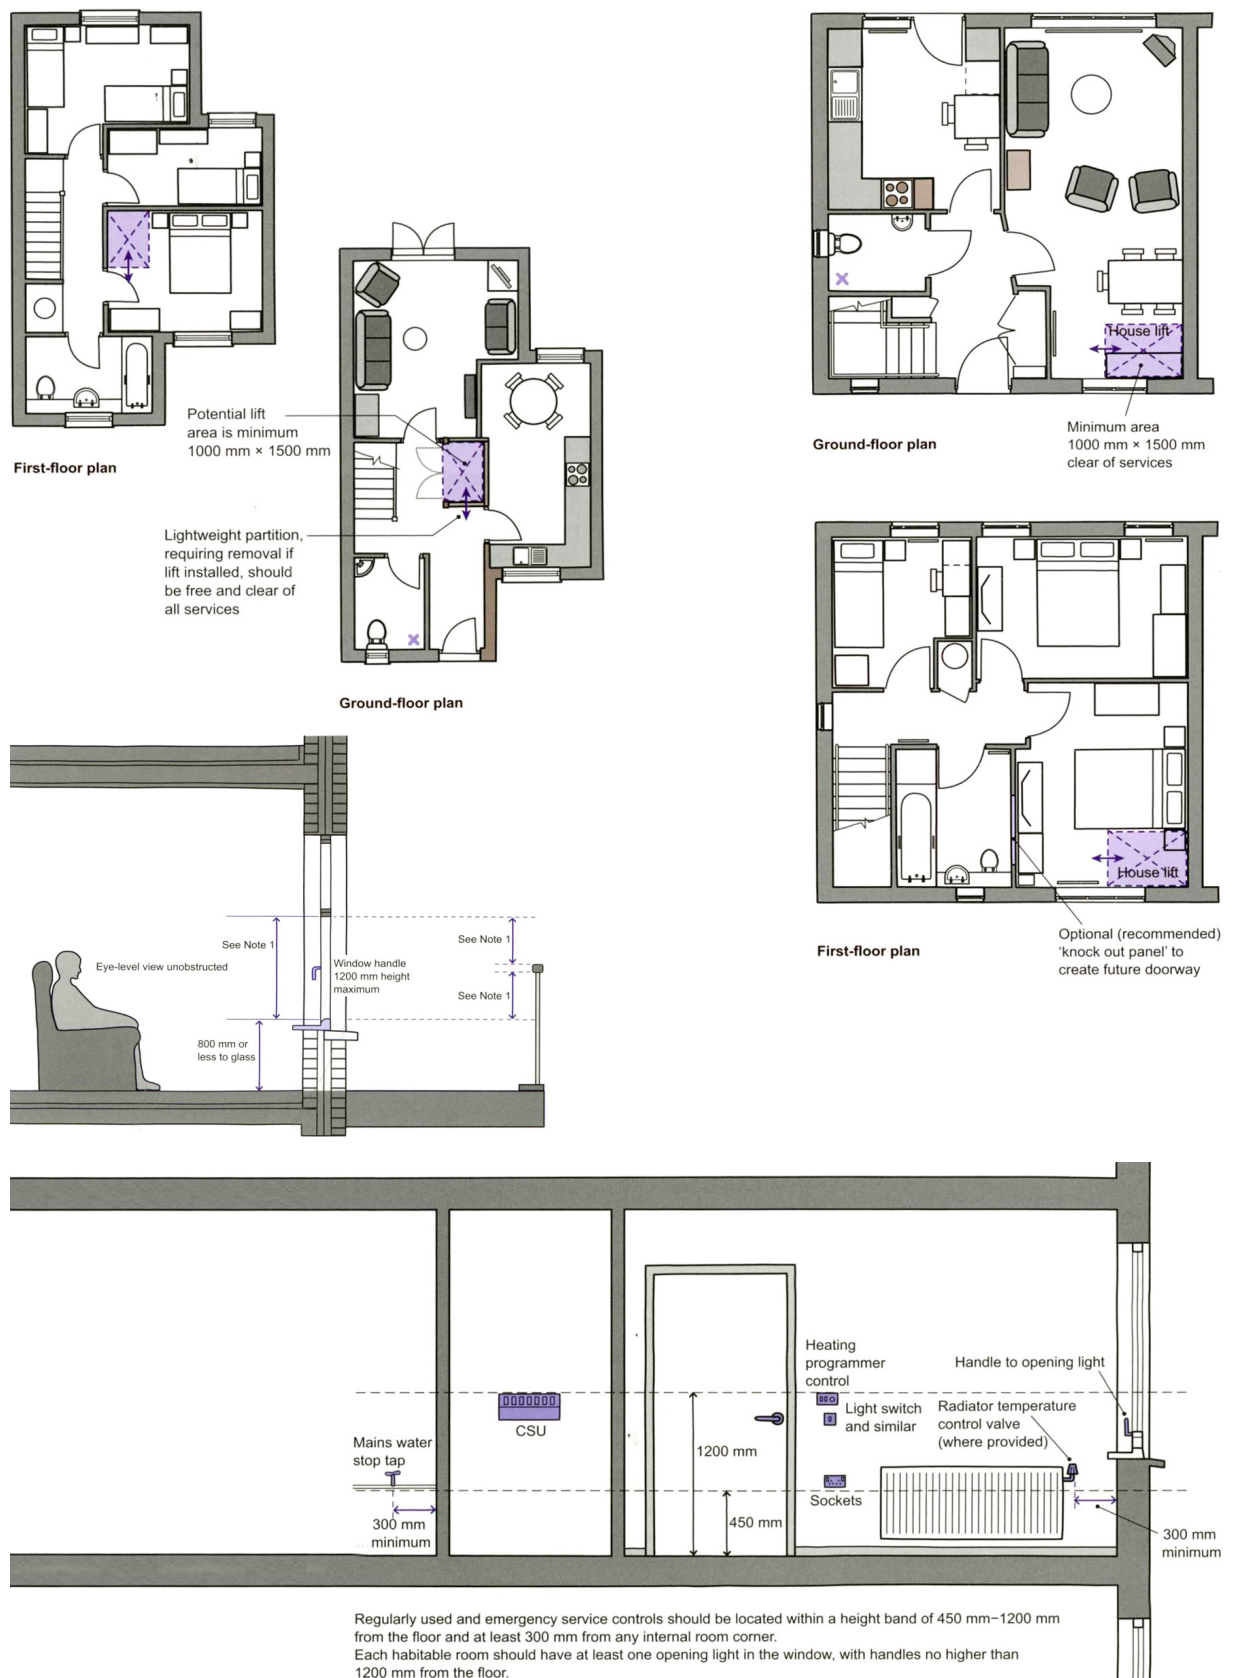 Potential lift
area is minimum
1000 mm × 1500 mm
First-floor plan
Lightweight partition,
requiring removal if
lift installed, should
be free and clear of
all services
Ground-floor plan
House lift
Minimum area
1000 mm × 1500 mm
clear of services
Ground-floor plan
House lift
Optional (recommended)
‘knock out panel’ to
create future doorway
First-floor plan
See Note 1
See Note 1
Eye-level view unobstructed
Window handle
1200 mm height
maximum
See Note 1
800 mm or
less to glass
Heating
programmer
control
Handle to opening light
Light switch
and similar
Radiator temperature
control valve
(where provided)
CSU
Mains water
stop tap
1200 mm
Sockets
450 mm
300 mm
minimum
300 mm
minimum
Regularly used and emergency service controls should be located within a height band of 450 mm–1200 mm
from the floor and at least 300 mm from any internal room corner.
Each habitable room should have at least one opening light in the window, with handles no higher than
1200 mm from the floor.